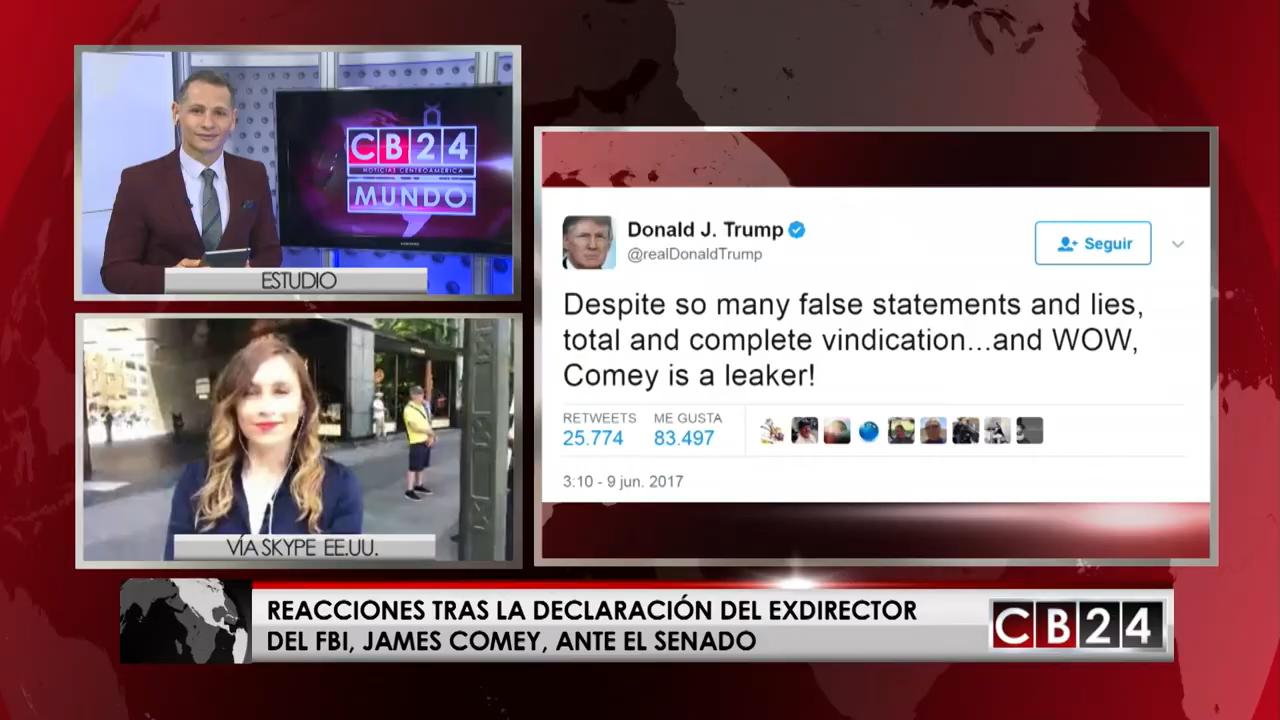 CB24
NOTICIAS CENTROAMERICA
MUNDO
ESTUDIO
VÍA SKYPE EE.UU.
Donald J. Trump
@realDonaldTrump
Seguir
Despite so many false statements and lies,
total and complete vindication...and WOW,
Comey is a leaker!
RETWEETS ME GUSTA
25.774 83.497
3:10 - 9 jun. 2017
REACCIONES TRAS LA DECLARACIÓN DEL EXDIRECTOR
DEL FBI, JAMES COMEY, ANTE EL SENADO
CB24